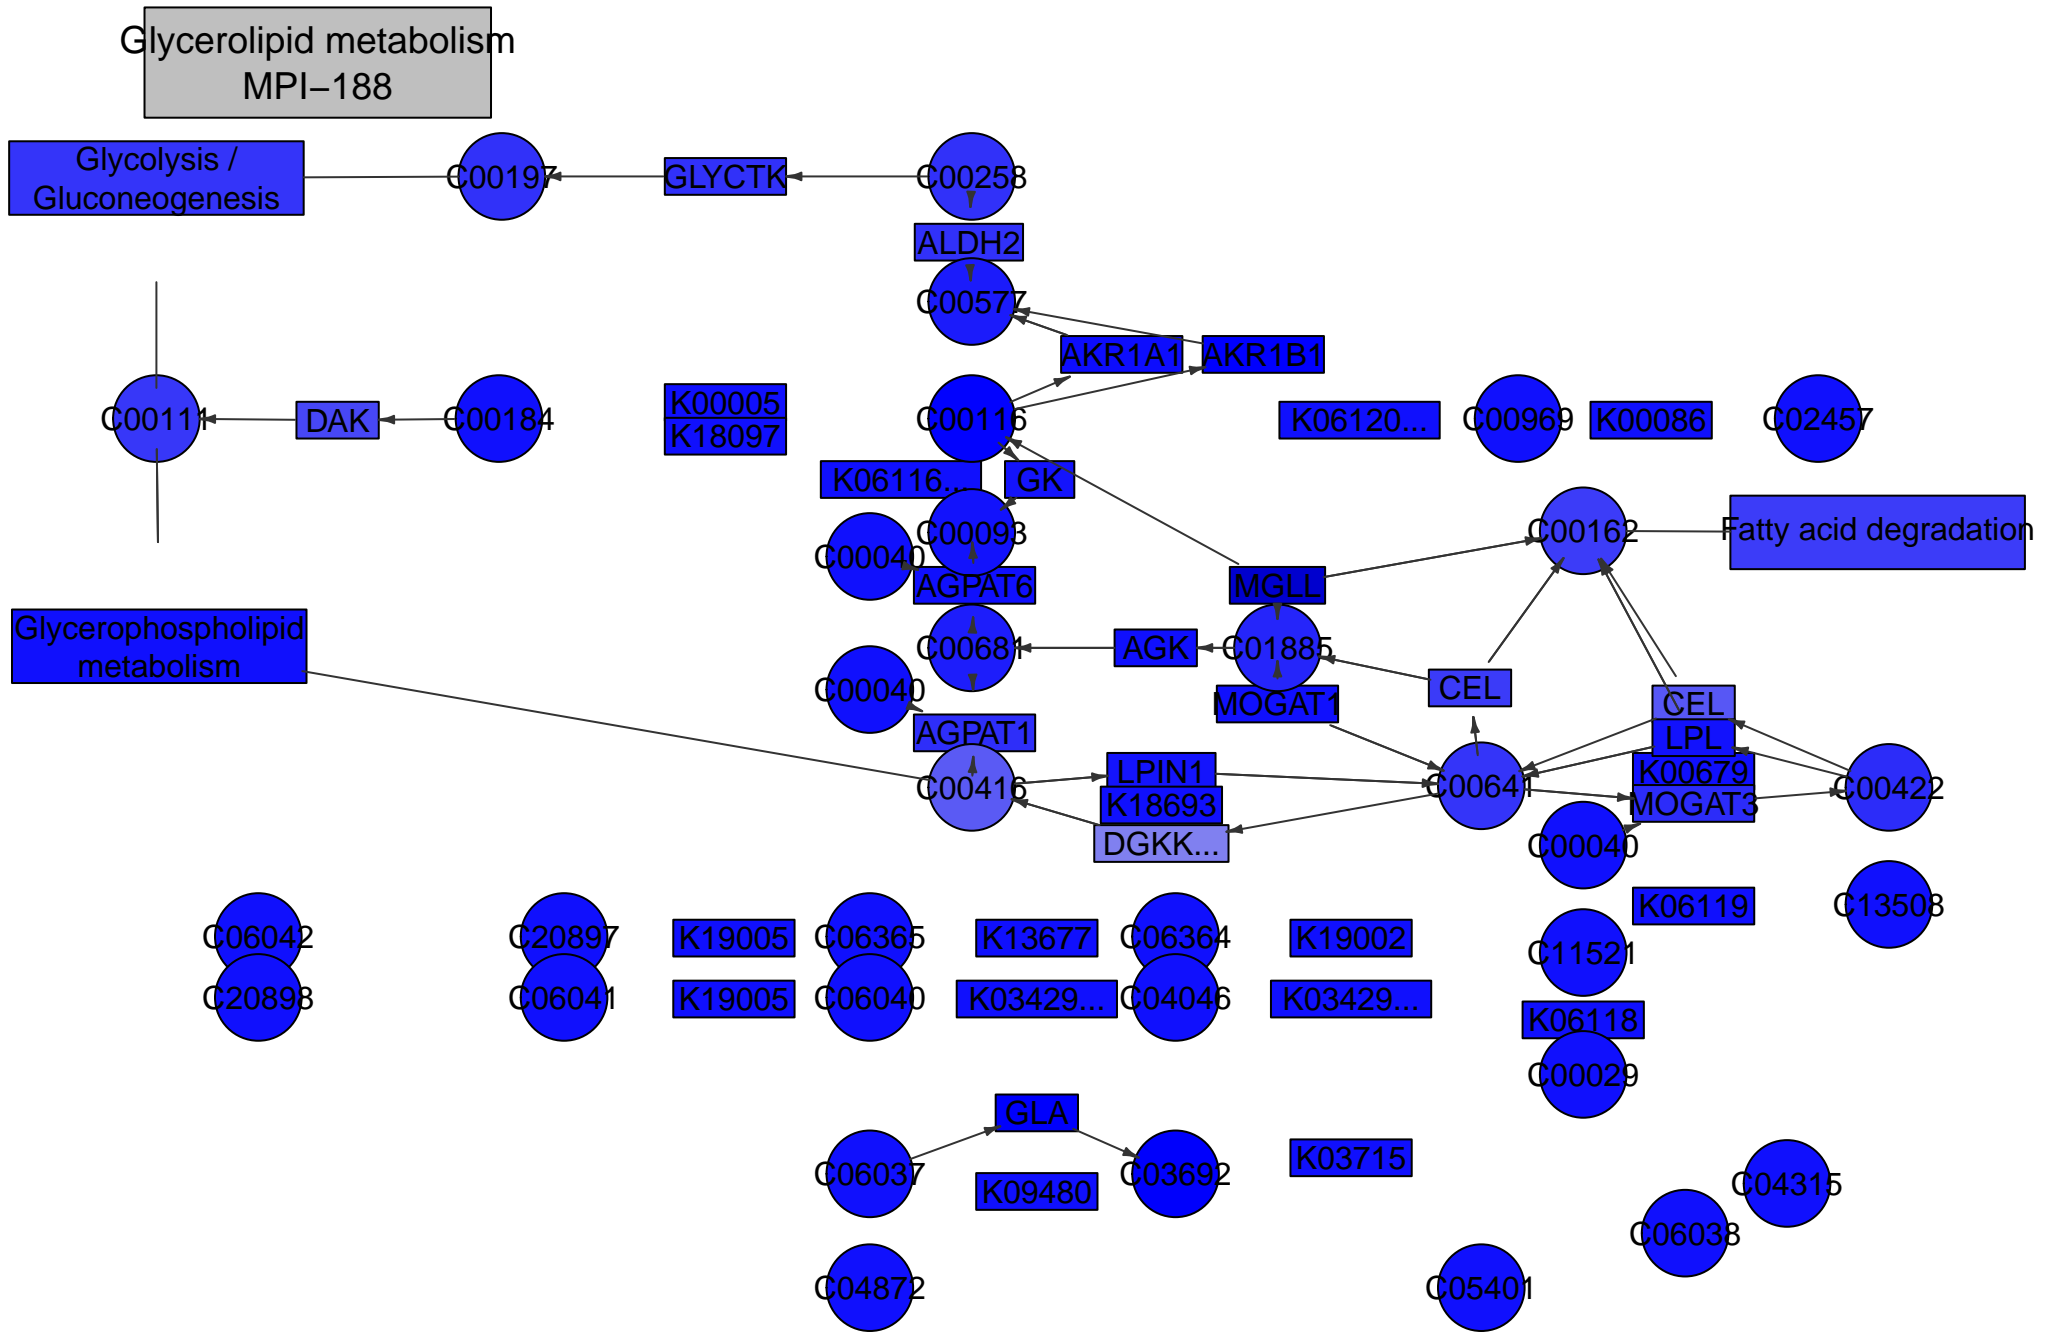 Glycerolipid metabolism
MPI−188
Glycolysis /
Gluconeogenesis
C00197
GLYCTK
C00258
ALDH2
C00577
AKR1A1
AKR1B1
C00111
DAK
C00184
K00005
K18097
C00116
K06120...
C00969
K00086
C02457
K06116...
GK
C00093
C00162
Fatty acid degradation
C00040
AGPAT6
MGLL
Glycerophospholipid
metabolism
C00681
AGK
C01885
C00040
MOGAT1
CEL
CEL
AGPAT1
LPL
C00416
LPIN1
K18693
DGKK...
C00641
K00679
MOGAT3
C00422
C00040
K06119
C13508
C06042
C20897
K19005
C06365
K13677
C06364
K19002
C11521
C20898
C06041
K19005
C06040
K03429...
C04046
K03429...
K06118
C00029
GLA
C06037
K09480
C03692
K03715
C04315
C06038
C04872
C05401